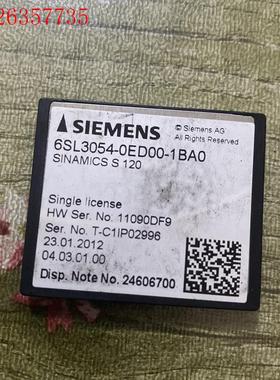 26357735
SIEMENS
© Siemens AG
All Rights Reserved
6SL3054-0ED00-1BA0
SINAMICS S 120
Single license
HW Ser. No. 11090DF9
Ser. No. T-C1IP02996
23.01.2012
04.03.01.00
Disp. Note No. 24606700